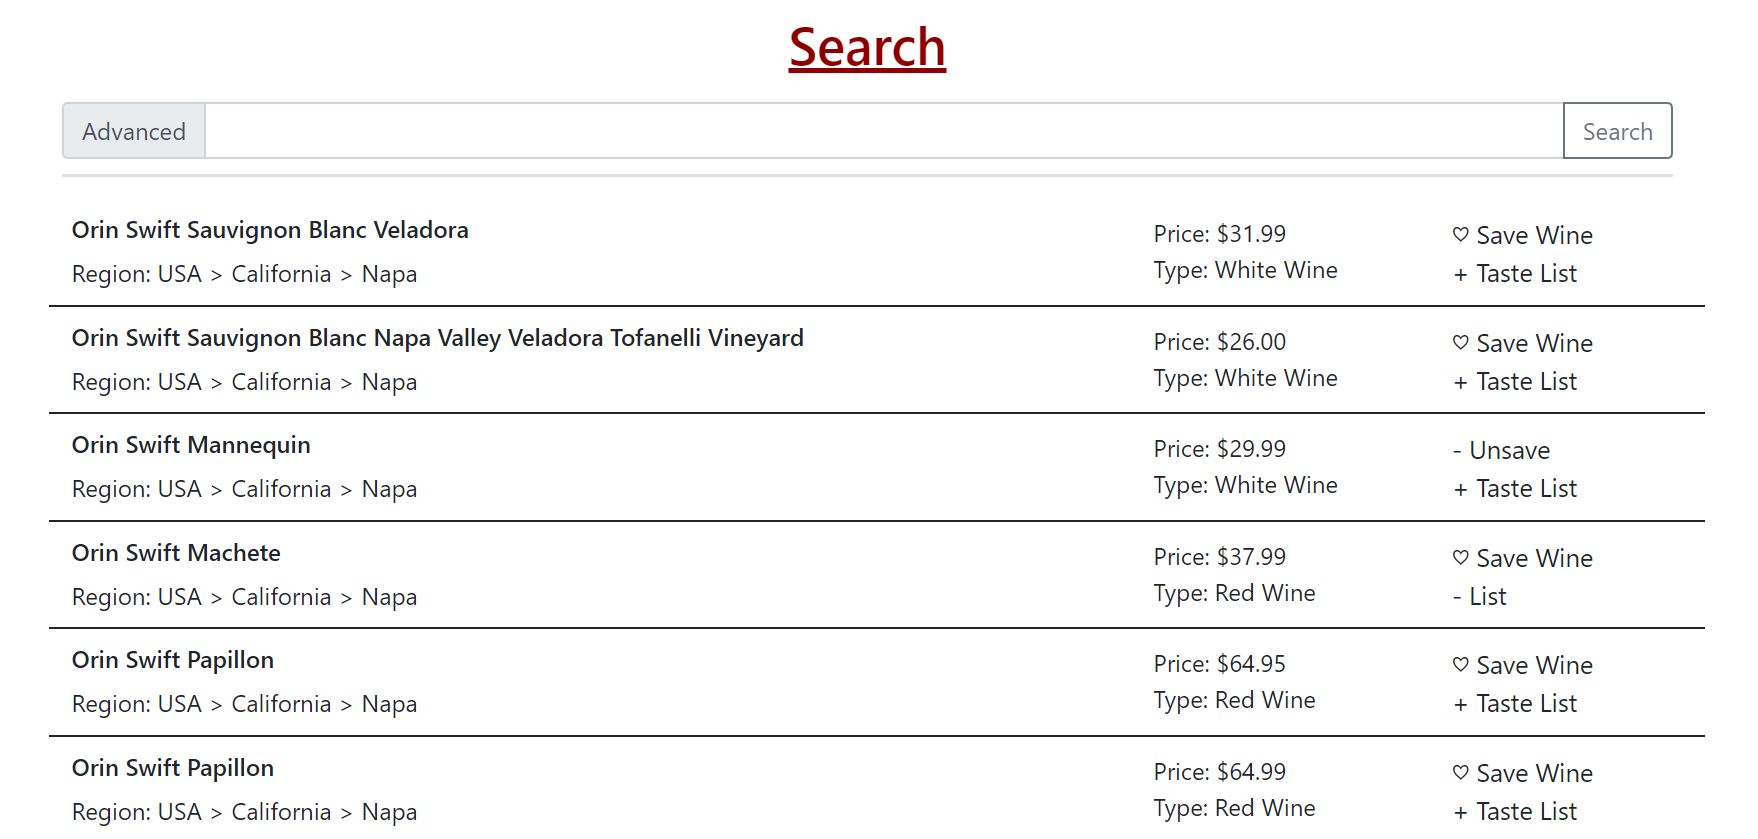 Search
Advanced
Search
Orin Swift Sauvignon Blanc Veladora
Region: USA > California > Napa
Price: $31.99
Type: White Wine
♡ Save Wine
+ Taste List
Orin Swift Sauvignon Blanc Napa Valley Veladora Tofanelli Vineyard
Region: USA > California > Napa
Price: $26.00
Type: White Wine
♡ Save Wine
+ Taste List
Orin Swift Mannequin
Region: USA > California > Napa
Price: $29.99
Type: White Wine
- Unsave
+ Taste List
Orin Swift Machete
Region: USA > California > Napa
Price: $37.99
Type: Red Wine
♡ Save Wine
- List
Orin Swift Papillon
Region: USA > California > Napa
Price: $64.95
Type: Red Wine
♡ Save Wine
+ Taste List
Orin Swift Papillon
Region: USA > California > Napa
Price: $64.99
Type: Red Wine
♡ Save Wine
+ Taste List